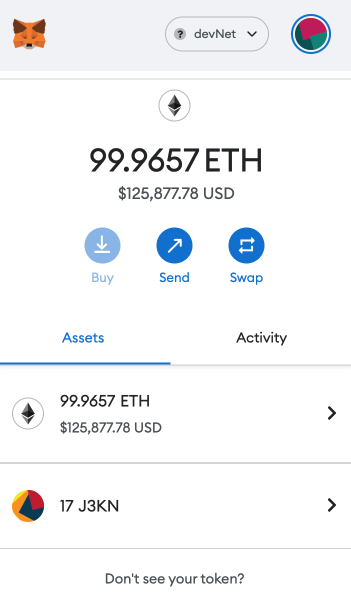 devNet
99.9657 ETH
$125,877.78 USD
Buy
Send
Swap
Assets
Activity
99.9657 ETH
$125,877.78 USD
17 J3KN
Don't see your token?